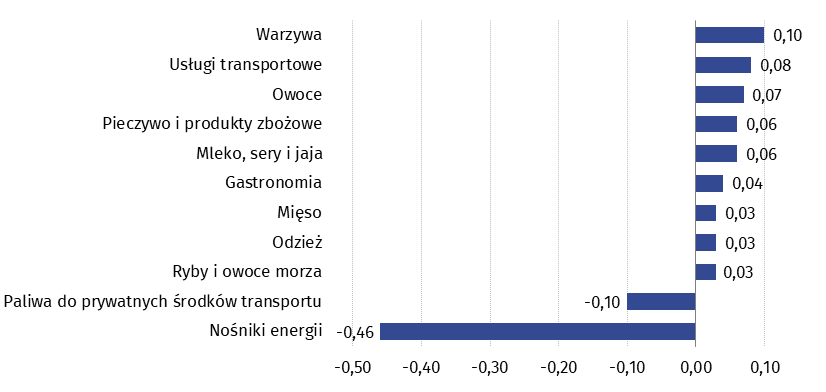 Warzywa 0,10
Usługi transportowe 0,08
Owoce 0,07
Pieczywo i produkty zbożowe 0,06
Mleko, sery i jaja 0,06
Gastronomia 0,04
Mięso 0,03
Odzież 0,03
Ryby i owoce morza 0,03
Paliwa do prywatnych środków transportu -0,10
Nośniki energii -0,46
-0,50 -0,40 -0,30 -0,20 -0,10 0,00 0,10